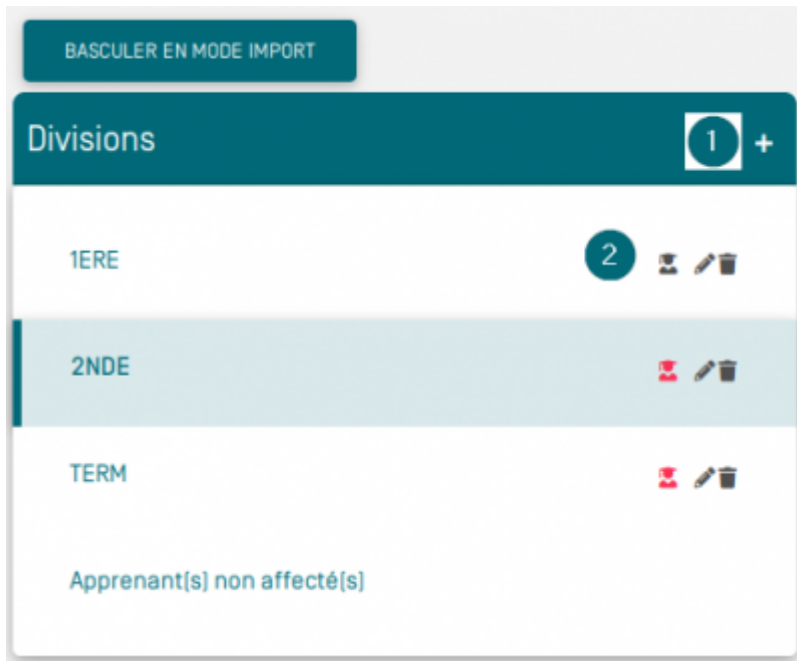 BASCULER EN MODE IMPORT
Divisions 1 +
1ERE 2
2NDE
TERM
Apprenant(s) non affecté(s)